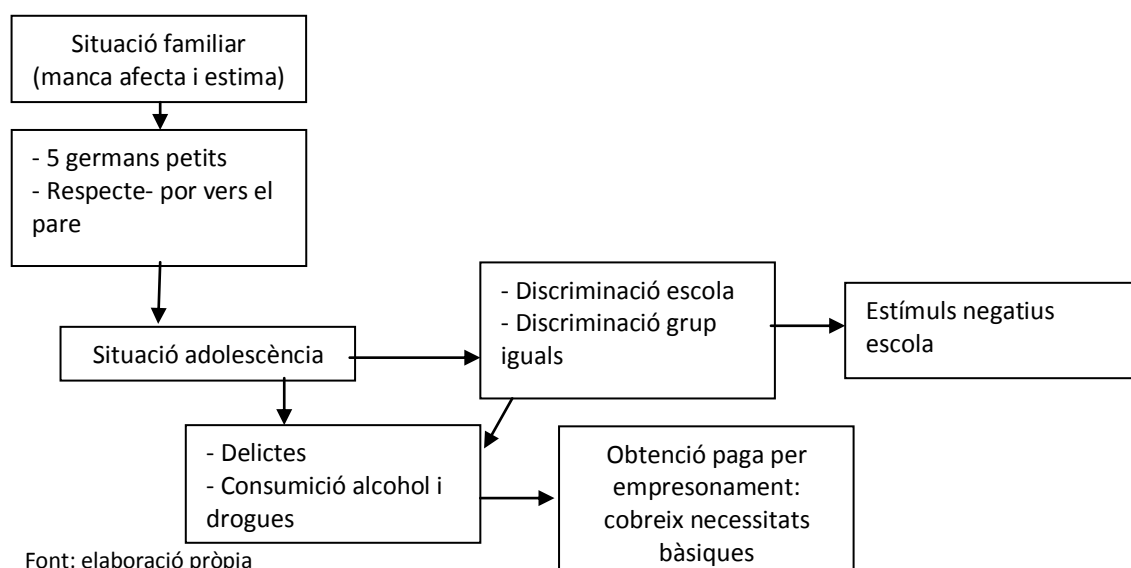 Situació familiar
(manca afecta i estima)
- 5 germans petits
- Respecte- por vers el
pare
Situació adolescència
- Discriminació escola
- Discriminació grup
iguals
Estímuls negatius
escola
- Delictes
- Consumició alcohol i
drogues
Obtenció paga per
empresonament:
cobreix necessitats
bàsiques
Font: elaboració pròpia